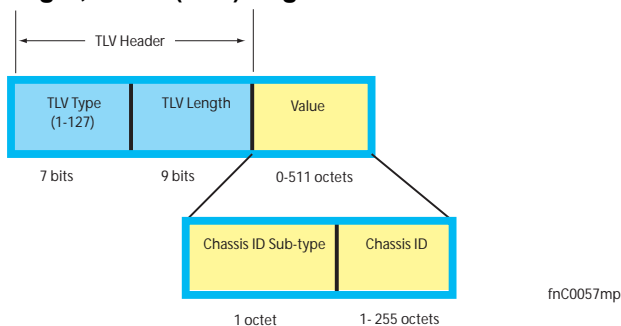 TLV Header
TLV Type
(1-127)
TLV Length
Value
7 bits
9 bits
0-511 octets
Chassis ID Sub-type
Chassis ID
fnC0057mp
1 octet
1- 255 octets